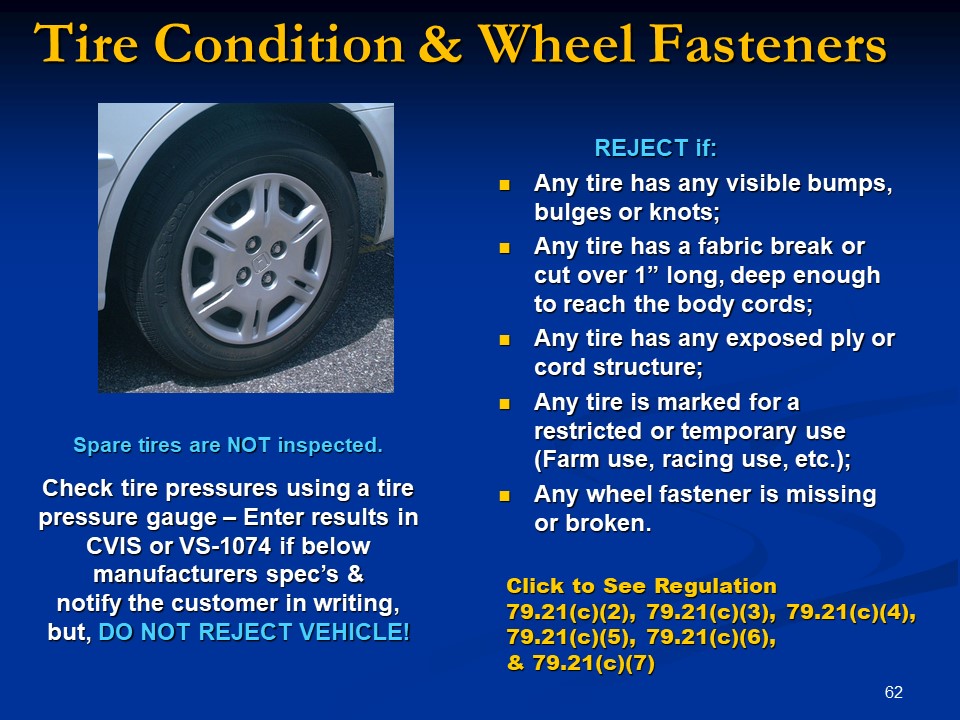 Tire Condition & Wheel Fasteners
Spare tires are NOT inspected.
Check tire pressures using a tire
pressure gauge – Enter results in
CVIS or VS-1074 if below
manufacturers spec’s &
notify the customer in writing,
but, DO NOT REJECT VEHICLE!
REJECT if:
Any tire has any visible bumps,
bulges or knots;
Any tire has a fabric break or
cut over 1” long, deep enough
to reach the body cords;
Any tire has any exposed ply or
cord structure;
Any tire is marked for a
restricted or temporary use
(Farm use, racing use, etc.);
Any wheel fastener is missing
or broken.
Click to See Regulation
79.21(c)(2), 79.21(c)(3), 79.21(c)(4),
79.21(c)(5), 79.21(c)(6),
& 79.21(c)(7)
62